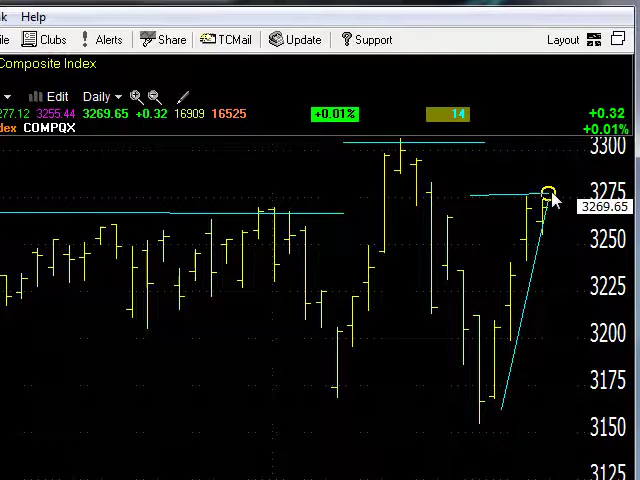 k Help
ile Clubs Alerts Share TCMail Update Support Layout
Composite Index
Edit Daily
277.12 3255.44 3269.65 +0.32 16909 16525 +0.01% 14 +0.32
dex COMPQX +0.01%
3300
3275
3269.65
3250
3225
3200
3175
3150
3125